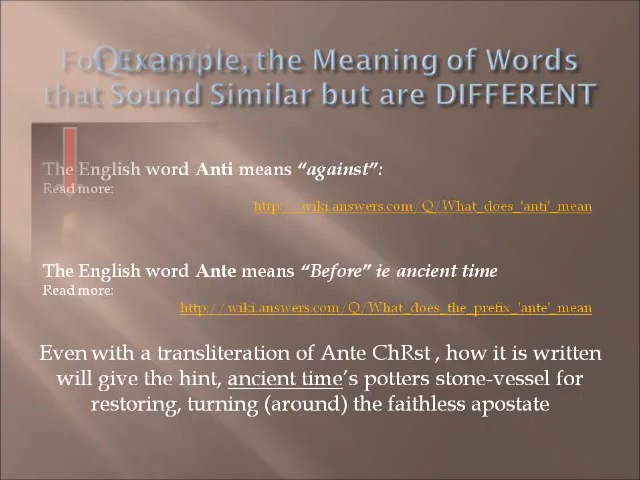 For Example, the Meaning of Words
that Sound Similar but are DIFFERENT
The English word Anti means “against”:
Read more:
http://wiki.answers.com/Q/What_does_'anti'_mean
The English word Ante means “Before” ie ancient time
Read more:
http://wiki.answers.com/Q/What_does_the_prefix_'ante'_mean
Even with a transliteration of Ante ChRst , how it is written
will give the hint, ancient time’s potters stone-vessel for
restoring, turning (around) the faithless apostate